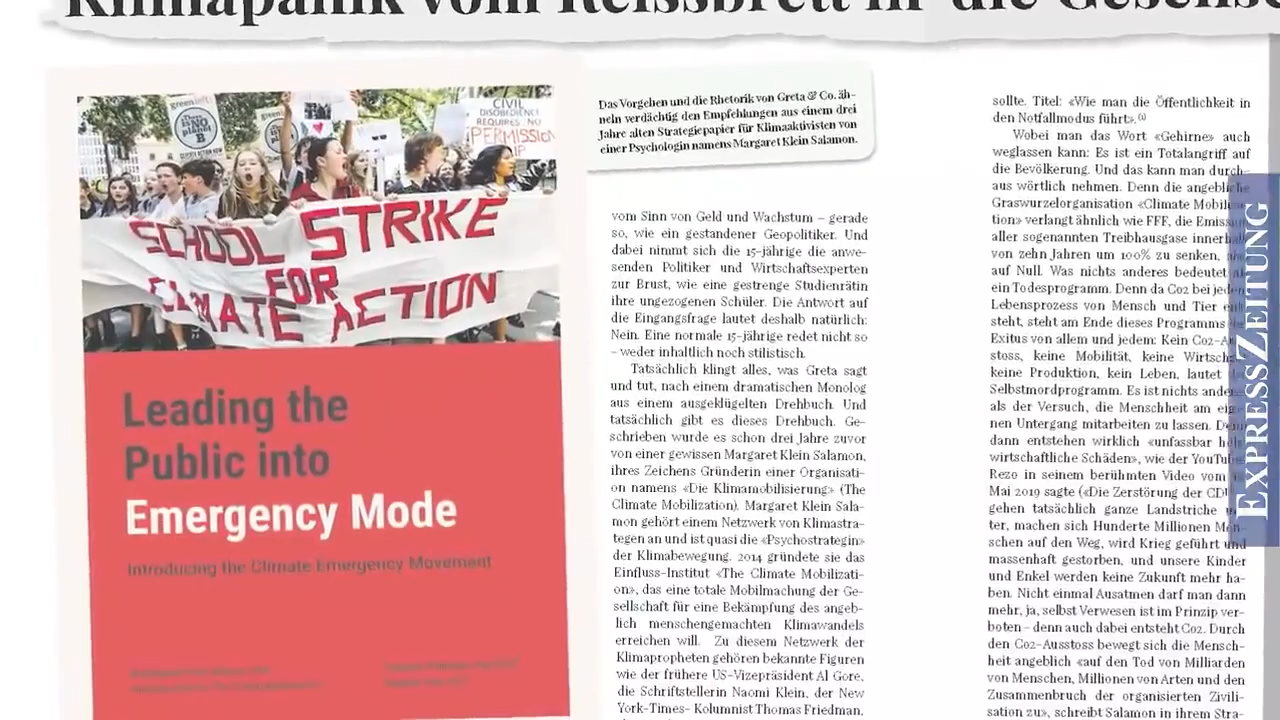 Klimapanik vom Reissbrett in die
greenleft
THERE IS NO planet B
CIVIL
DISOBEDIENCE
REQUIRES NO
PERMISSION
SLIP
SCHOOL STRIKE
FOR
CLIMATE ACTION
Leading the
Public into
Emergency Mode
Introducing the Climate Emergency Movement
Das Vorgehen und die Rhetorik von Greta & Co. äh-
neln verdächtig den Empfehlungen aus einem drei
Jahre alten Strategiepapier für Klimaaktivisten von
einer Psychologin namens Margaret Klein Salamon.
vom Sinn von Geld und Wachstum – gerade
so, wie ein gestandener Geopolitiker. Und
dabei nimmt sich die 15-jährige die anwe-
senden Politiker und Wirtschaftsexperten
zur Brust, wie eine gestrenge Studienrätin
ihre ungezogenen Schüler. Die Antwort auf
die Eingangsfrage lautet deshalb natürlich:
Nein. Eine normale 15-jährige redet nicht so
– weder inhaltlich noch stilistisch.
Tatsächlich klingt alles, was Greta sagt
und tut, nach einem dramatischen Monolog
aus einem ausgeklügelten Drehbuch. Und
tatsächlich gibt es dieses Drehbuch. Ge-
schrieben wurde es schon drei Jahre zuvor
von einer gewissen Margaret Klein Salamon,
ihres Zeichens Gründerin einer Organisati-
on namens «Die Klimamobilisierung» (The
Climate Mobilization). Margaret Klein Sala-
mon gehört einem Netzwerk von Klimastra-
tegen an und ist quasi die «Psychostrategin»
der Klimabewegung. 2014 gründete sie das
Einfluss-Institut «The Climate Mobilizati-
on», das eine totale Mobilmachung der Ge-
sellschaft für eine Bekämpfung des angeb-
lich menschengemachten Klimawandels
erreichen will. Zu diesem Netzwerk der
Klimapropheten gehören bekannte Figuren
wie der frühere US-Vizepräsident Al Gore,
die Schriftstellerin Naomi Klein, der New
York-Times- Kolumnist Thomas Friedman,
sollte. Titel: «Wie man die Öffentlichkeit in
den Notfallmodus führt».
Wobei man das Wort «Gehirne» auch
weglassen kann: Es ist ein Totalangriff auf
die Bevölkerung. Und das kann man durch-
aus wörtlich nehmen. Denn die angebliche
Graswurzelorganisation «Climate
tion» verlangt ähnlich wie FFF, die
aller sogenannten Treibhausgase
von zehn Jahren um 100% zu senken,
auf Null. Was nichts anderes bedeutet
ein Todesprogramm. Denn da Co2 bei jedem
Lebensprozess von Mensch und Tier
steht, steht am Ende dieses Programms
Exitus von allem und jedem: Kein
stoss, keine Mobilität, keine
keine Produktion, kein Leben, lautet
Selbstmordprogramm. Es ist nichts
als der Versuch, die Menschheit am
nen Untergang mitarbeiten zu lassen.
dann entstehen wirklich «unfassbar
wirtschaftliche Schäden», wie der
Rezo in seinem berühmten Video vom
Mai 2019 sagte («Die Zerstörung der
gehen tatsächlich ganze Landstriche
ter, machen sich Hunderte Millionen
schen auf den Weg, wird Krieg geführt und
massenhaft gestorben, und unsere Kinder
und Enkel werden keine Zukunft mehr ha-
ben. Nicht einmal Ausatmen darf man dann
mehr, ja, selbst Verwesen ist im Prinzip ver-
boten – denn auch dabei entsteht Co2. Durch
den Co2-Ausstoss bewegt sich die Mensch-
heit angeblich «auf den Tod von Milliarden
von Menschen, Millionen von Arten und den
Zusammenbruch der organisierten Zivili-
sation zu», schreibt Salamon in ihrem Stra-
EXPRESSZEITUNG